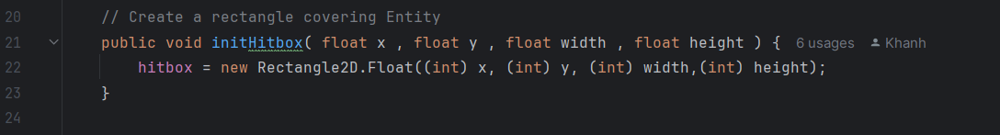 20 // Create a rectangle covering Entity
21 public void initHitbox( float x , float y , float width , float height ) { 6 usages Khanh
22 hitbox = new Rectangle2D.Float((int) x, (int) y, (int) width,(int) height);
23 }
24